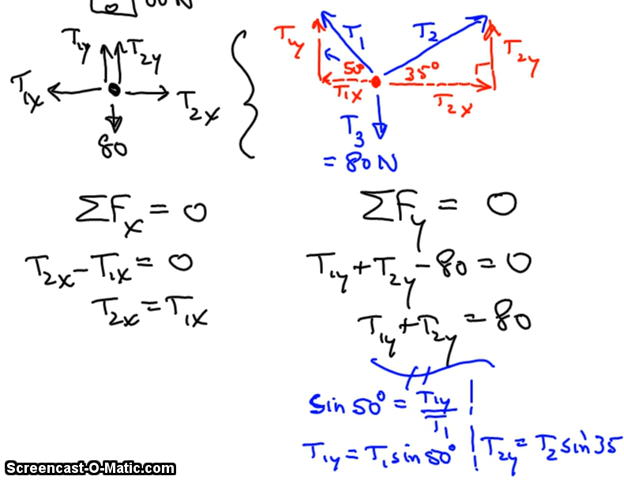 T1y T2y
T1x T2x
80
T1y T1 T2 T2y
50° 35°
T1x T2x
T3
= 80N
ΣFx = 0
T2x - T1x = 0
T2x = T1x
ΣFy = 0
T1y + T2y - 80 = 0
T1y + T2y = 80
sin 50° = T1y / T1
T1y = T1 sin 50° | T2y = T2 sin 35
Screencast-O-Matic.com